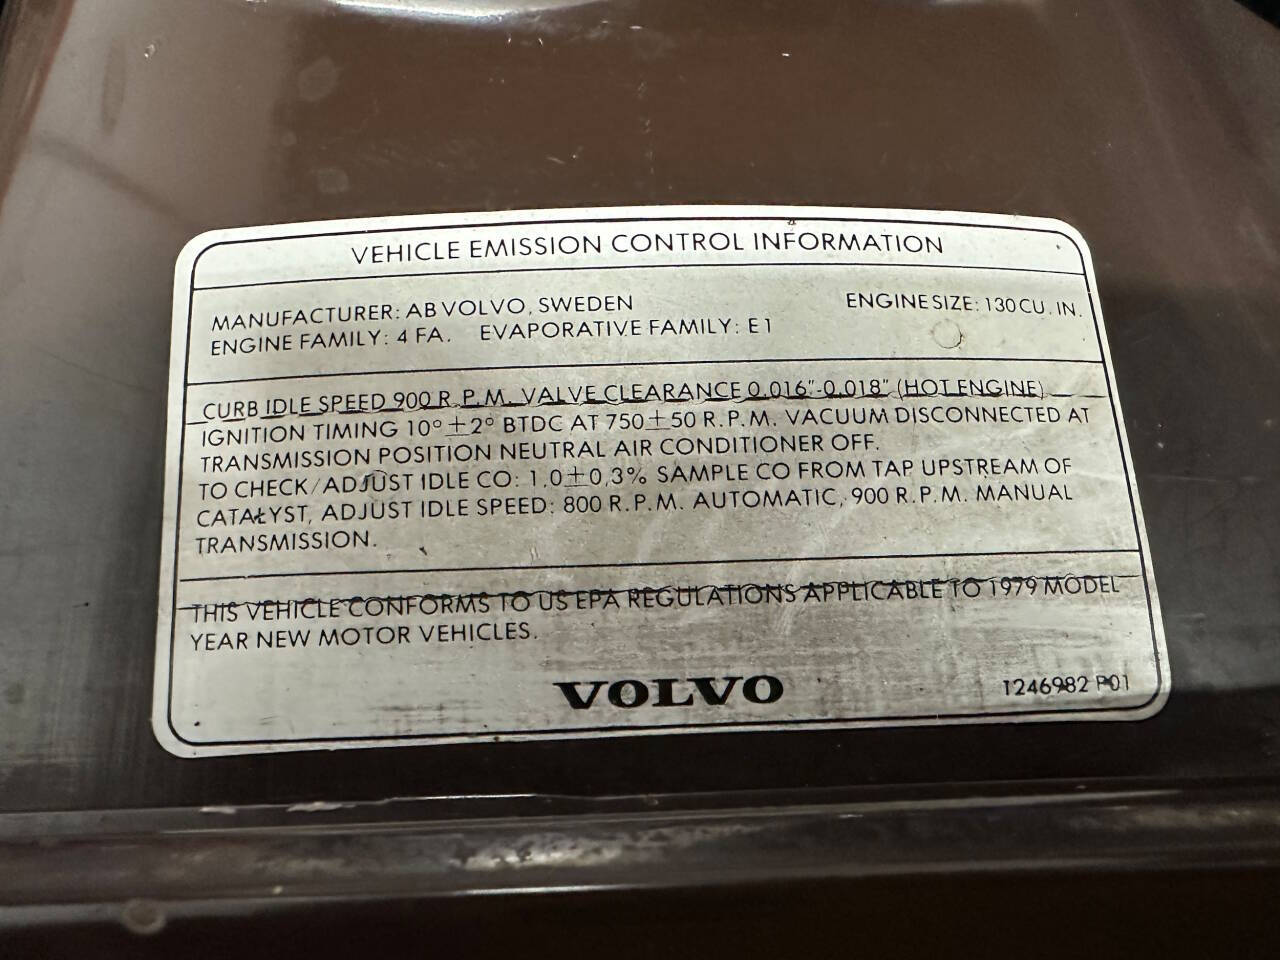 VEHICLE EMISSION CONTROL INFORMATION
MANUFACTURER: AB VOLVO, SWEDEN ENGINE SIZE: 130 CU. IN.
ENGINE FAMILY: 4 FA. EVAPORATIVE FAMILY: E1
CURB IDLE SPEED 900 R.P.M. VALVE CLEARANCE 0.016"-0.018" (HOT ENGINE)
IGNITION TIMING 10° ± 2° BTDC AT 750 ± 50 R.P.M. VACUUM DISCONNECTED AT
TRANSMISSION POSITION NEUTRAL AIR CONDITIONER OFF.
TO CHECK/ADJUST IDLE CO: 1.0 ± 0,3% SAMPLE CO FROM TAP UPSTREAM OF
CATALYST, ADJUST IDLE SPEED: 800 R.P.M. AUTOMATIC, 900 R.P.M. MANUAL
TRANSMISSION.
THIS VEHICLE CONFORMS TO US EPA REGULATIONS APPLICABLE TO 1979 MODEL
YEAR NEW MOTOR VEHICLES.
VOLVO
1246982 P01